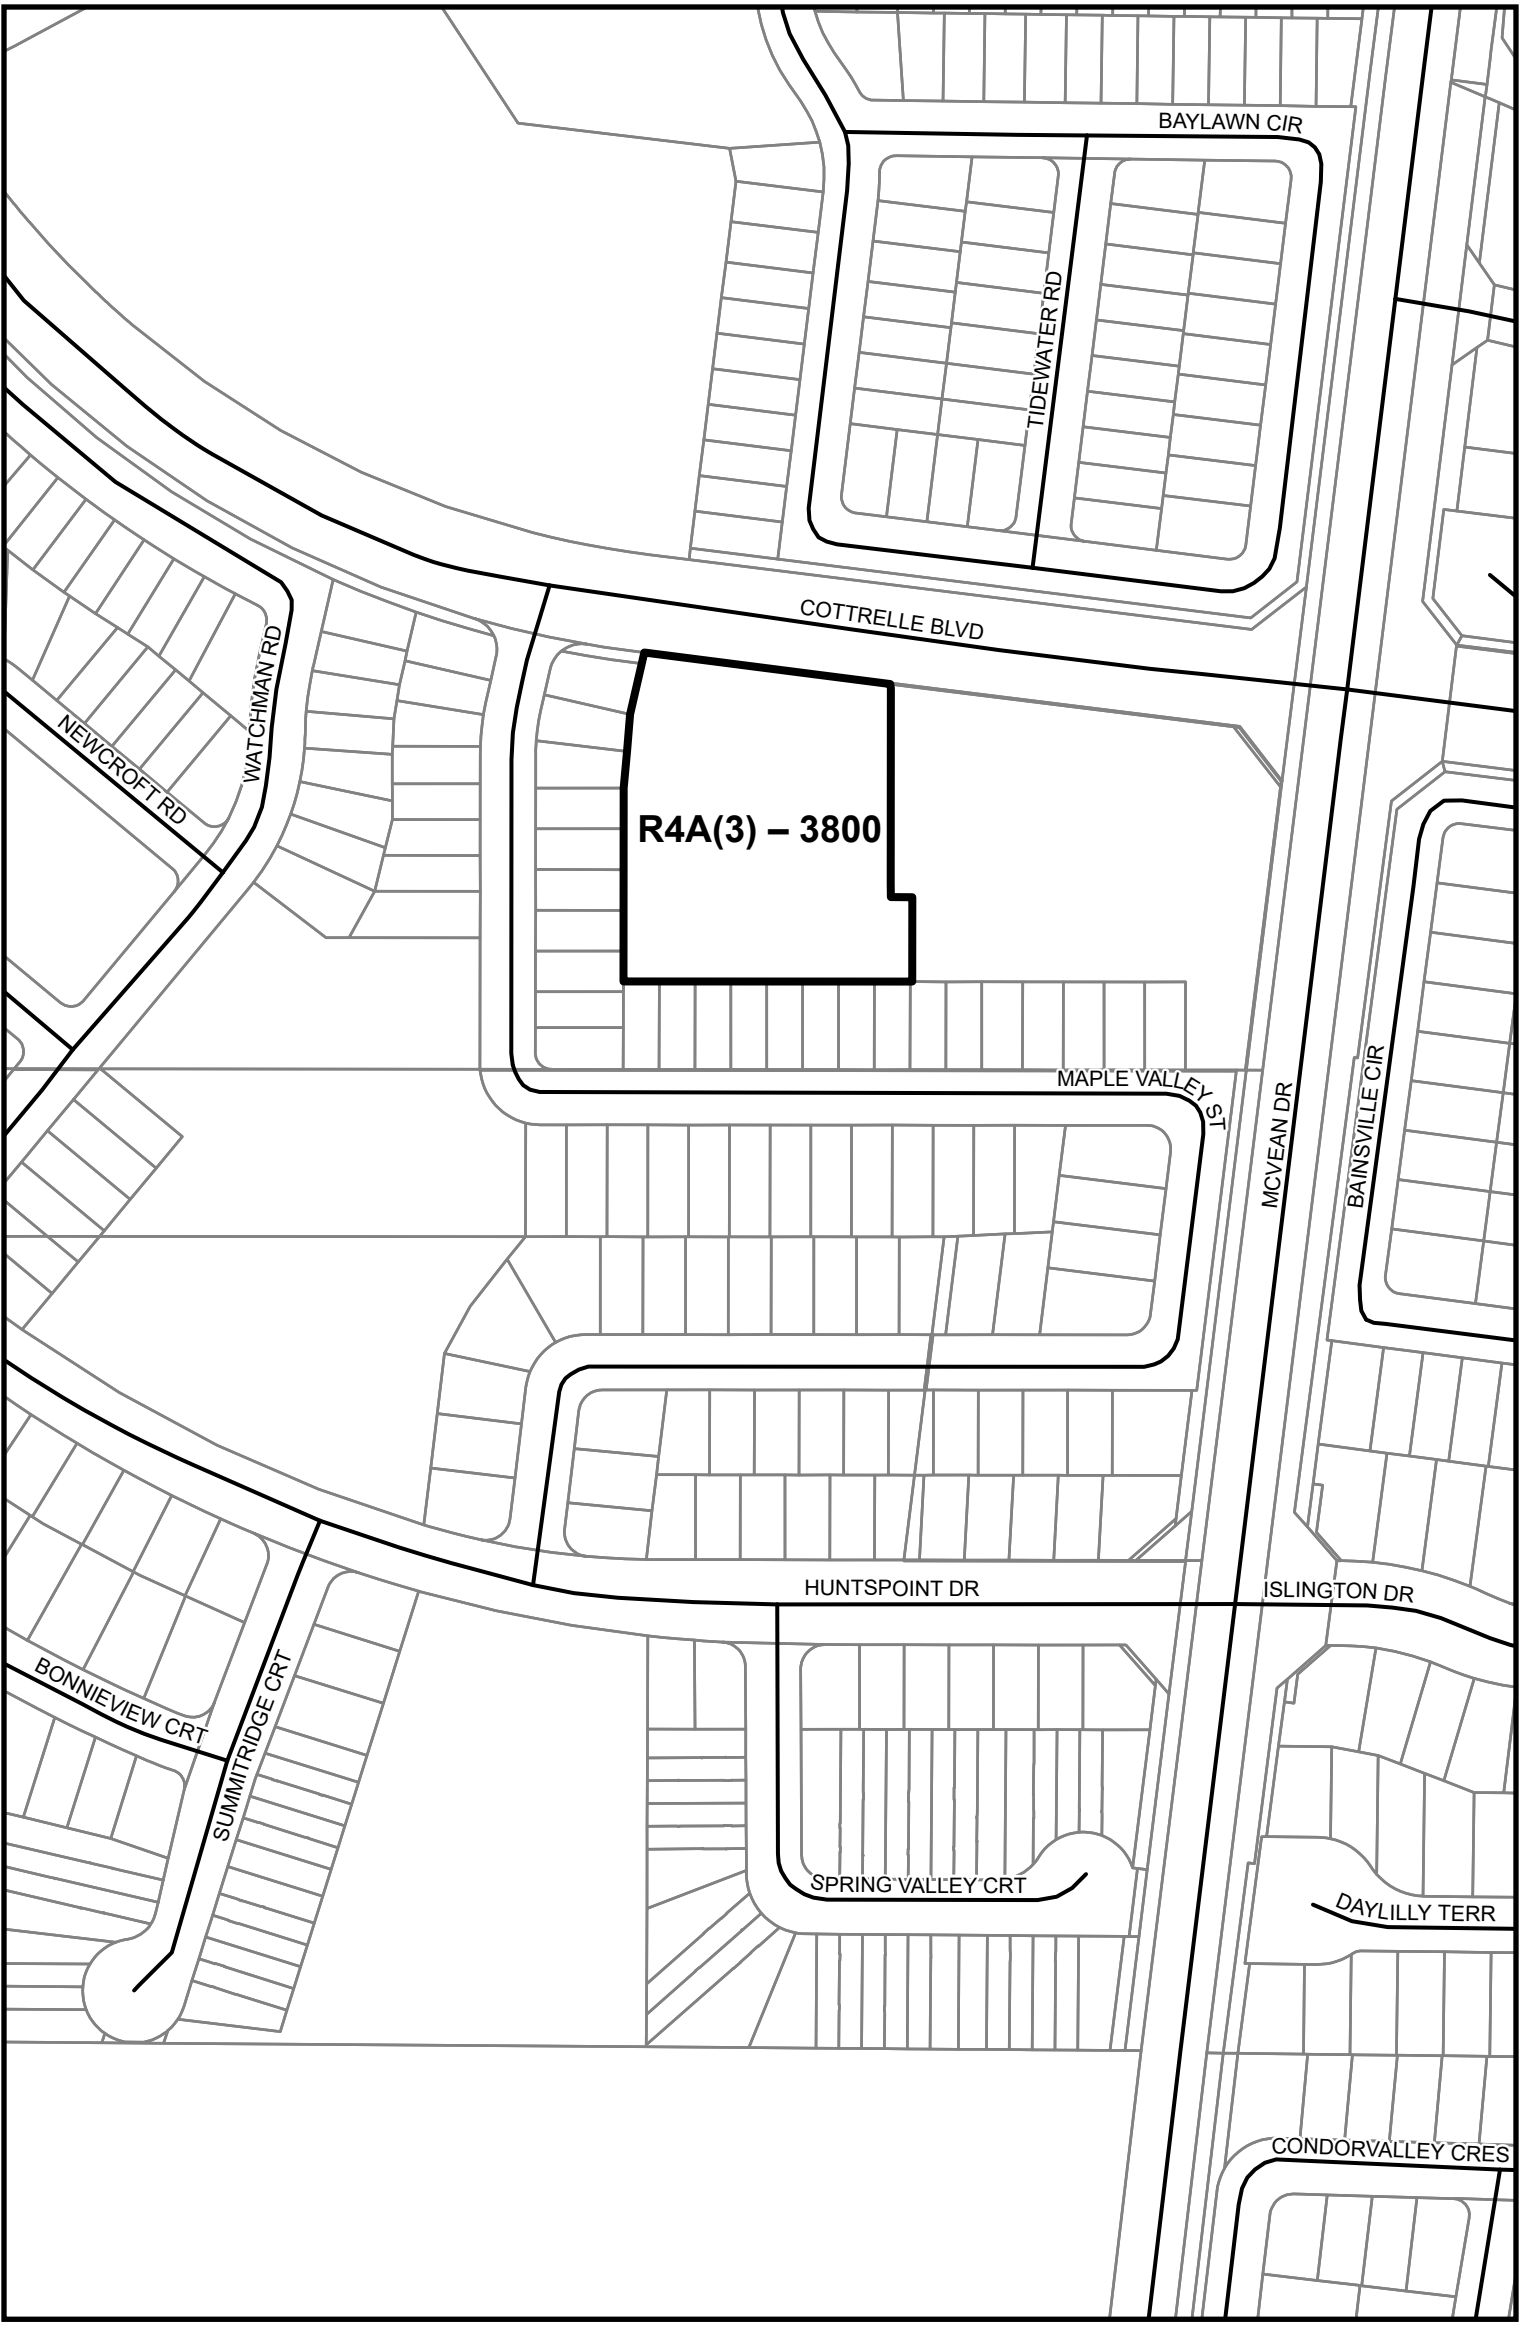 BAYLAWN CIR
TIDEWATER RD
COTTRELLE BLVD
WATCHMAN RD
NEWCROFT RD
R4A(3) – 3800
MAPLE VALLEY ST
MCVEAN DR
BAINSVILLE CIR
HUNTSPOINT DR
ISLINGTON DR
BONNIEVIEW CRT
SUMMITRIDGE CRT
SPRING VALLEY CRT
DAYLILLY TERR
CONDORVALLEY CRES